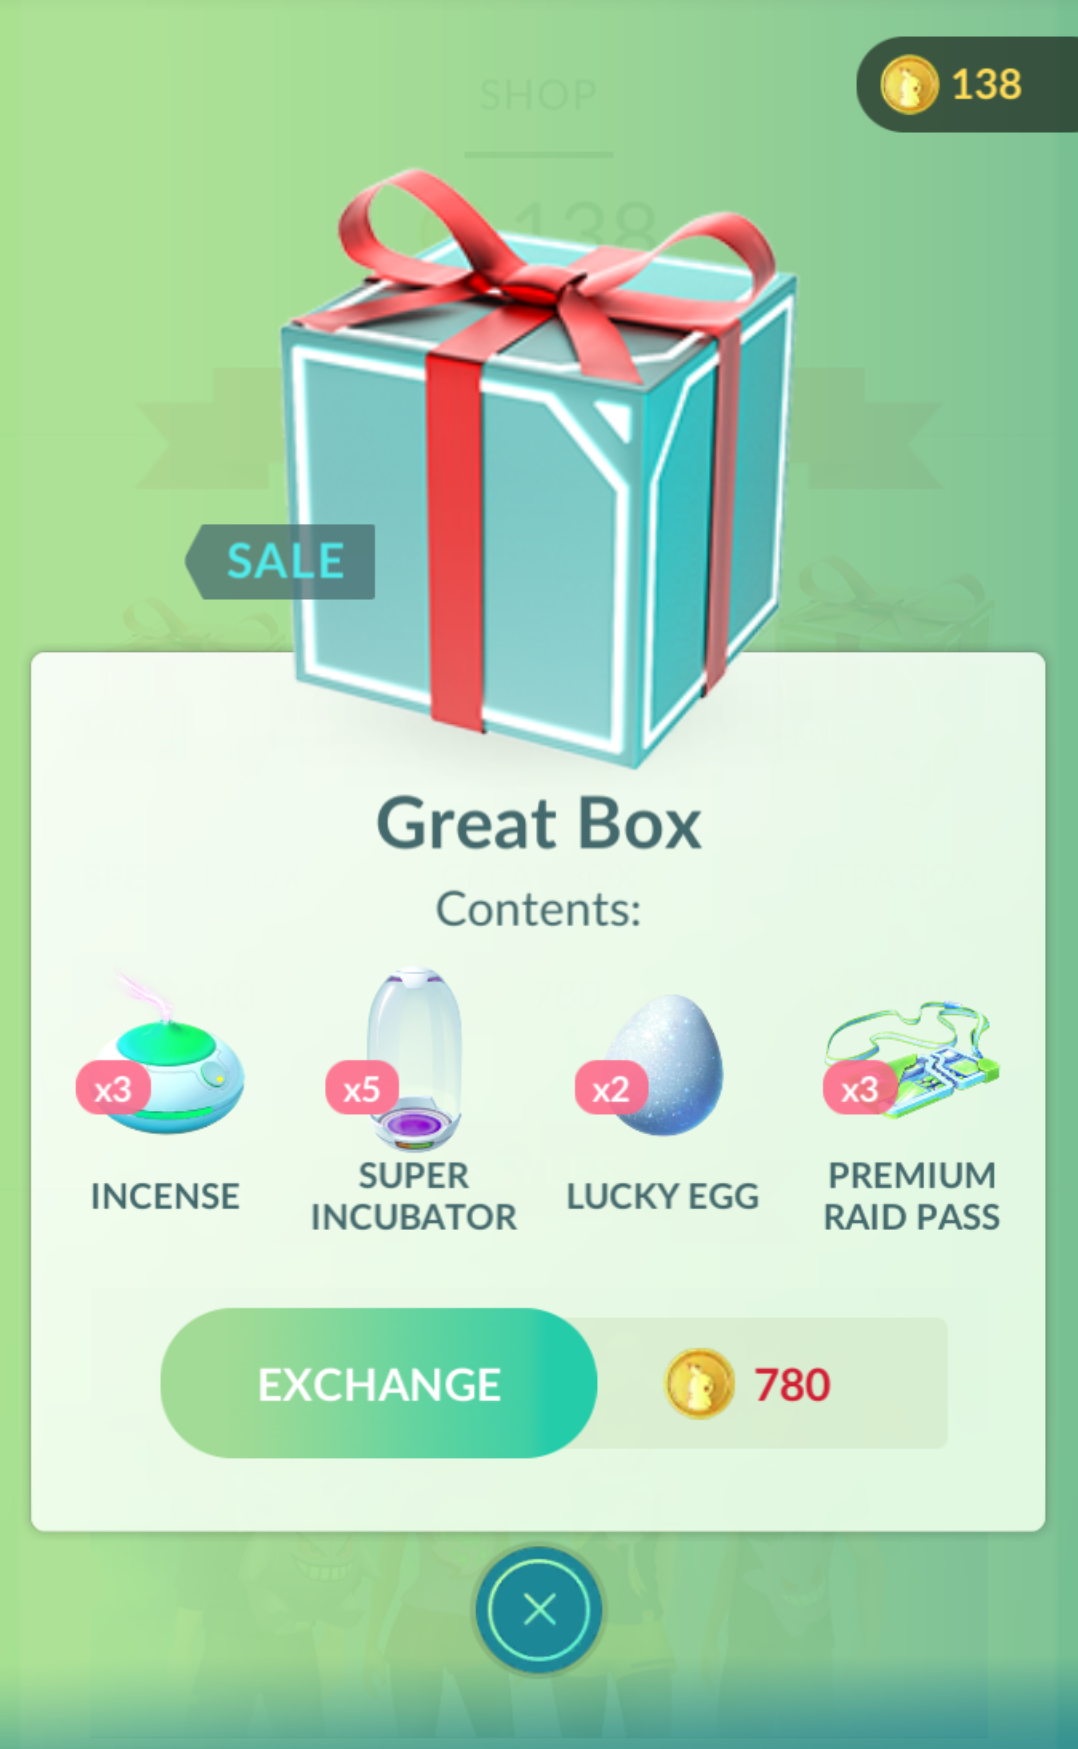 138
SHOP
138
SALE
Great Box
Contents:
x3
x5
x2
x3
INCENSE
SUPER
INCUBATOR
LUCKY EGG
PREMIUM
RAID PASS
EXCHANGE
780